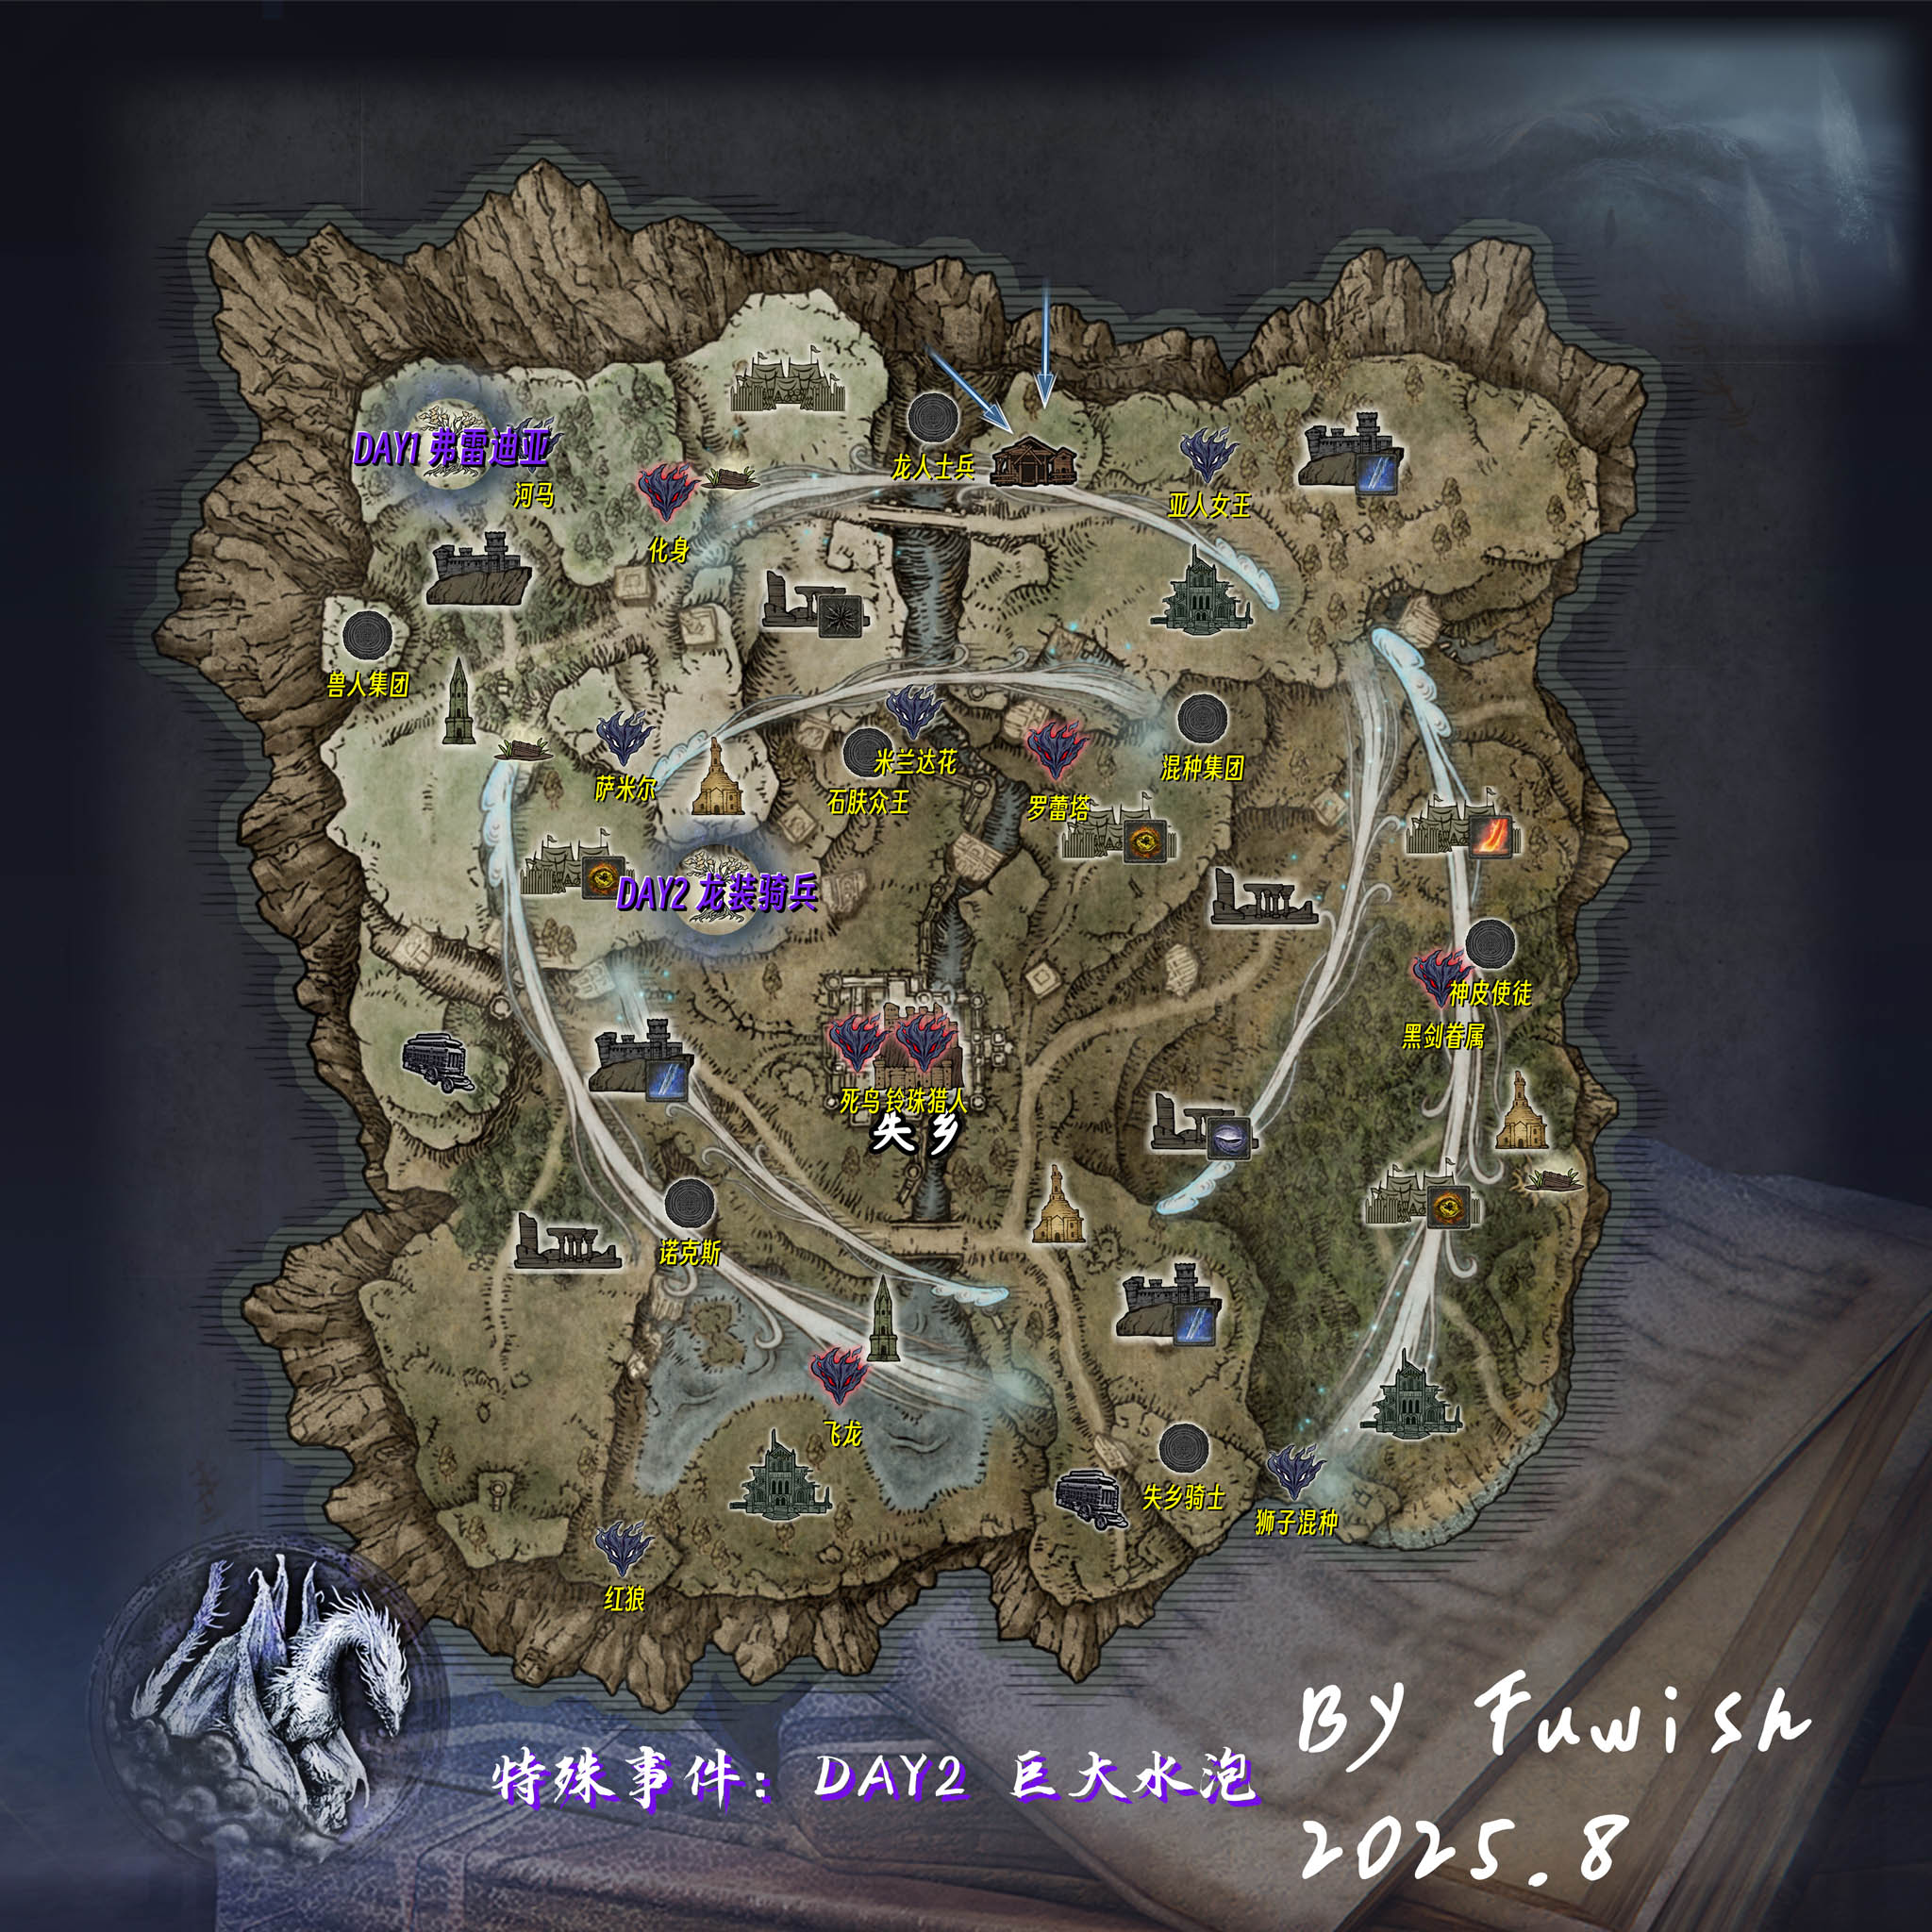 龙人士兵
DAY1 弗雷迪亚
河马
亚人女王
化身
兽人集团
萨米尔
米兰达花
石肤众王
罗蕾塔
混种集团
DAY2 龙装骑兵
神皮使徒
黑剑眷属
死鸟
铃珠猎人
失乡
诺克斯
飞龙
失乡骑士
狮子混种
红狼
特殊事件：DAY2 巨大水泡
By Fuwish
2025.8